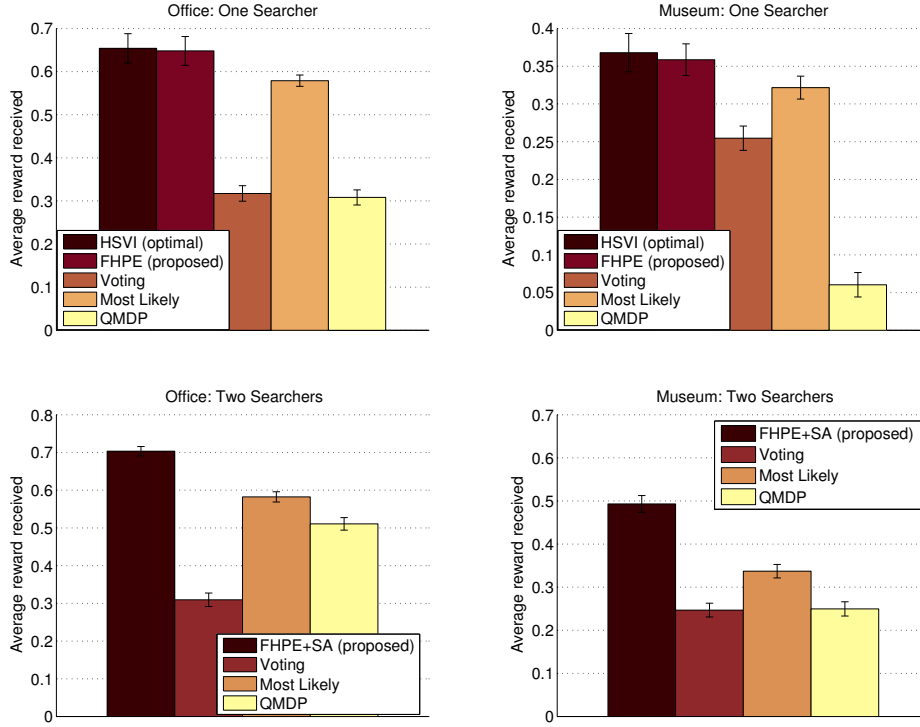 Office: One Searcher
Average reward received
0.7
0.6
0.5
0.4
0.3
0.2
0.1
0
HSVI (optimal)
FHPE (proposed)
Voting
Most Likely
QMDP
Museum: One Searcher
Average reward received
0.4
0.35
0.3
0.25
0.2
0.15
0.1
0.05
0
HSVI (optimal)
FHPE (proposed)
Voting
Most Likely
QMDP
Office: Two Searchers
Average reward received
0.8
0.7
0.6
0.5
0.4
0.3
0.2
0.1
0
FHPE+SA (proposed)
Voting
Most Likely
QMDP
Museum: Two Searchers
Average reward received
0.7
0.6
0.5
0.4
0.3
0.2
0.1
0
FHPE+SA (proposed)
Voting
Most Likely
QMDP